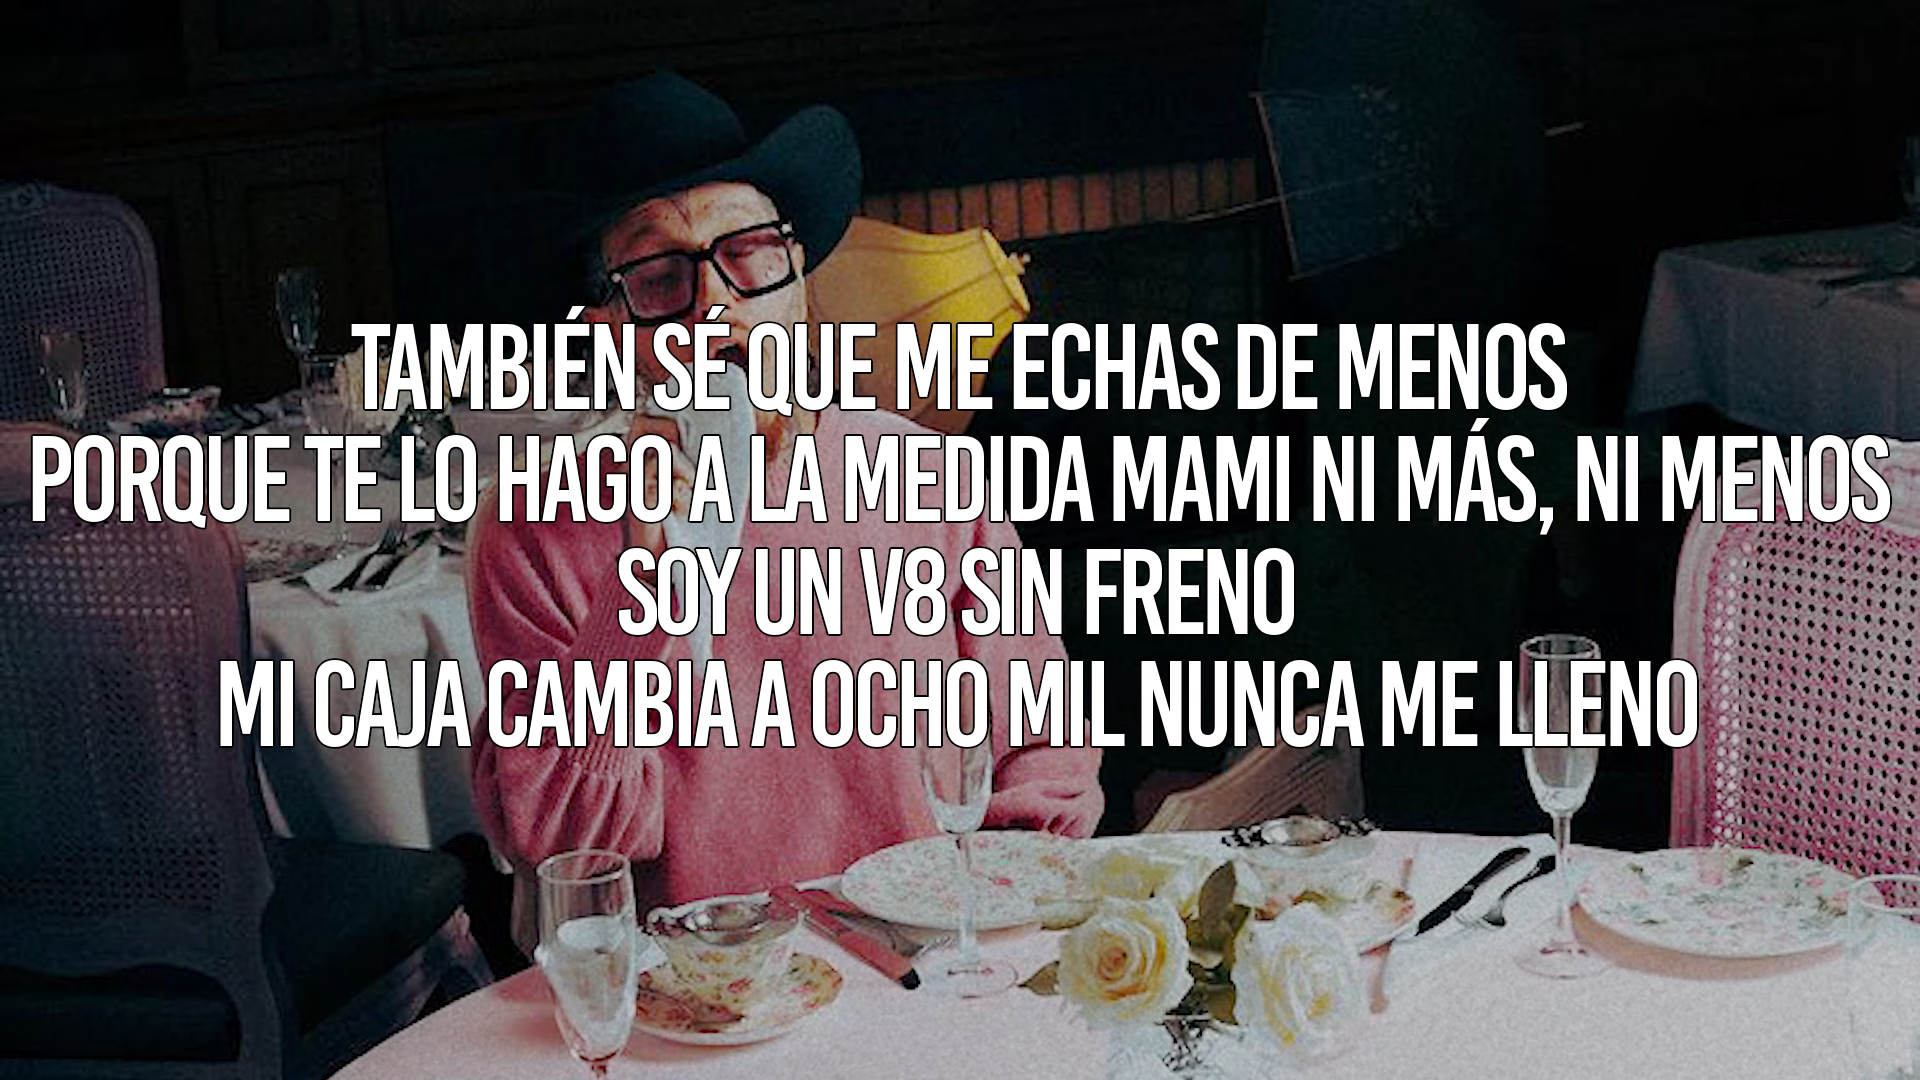 TAMBIÉN SÉ QUE ME ECHAS DE MENOS
PORQUE TE LO HAGO A LA MEDIDA MAMI NI MÁS, NI MENOS
SOY UN V8 SIN FRENO
MI CAJA CAMBIA A OCHO MIL NUNCA ME LLENO